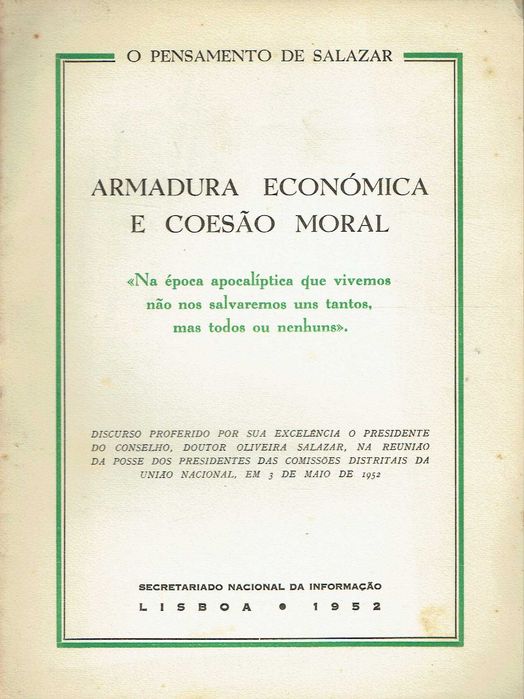 O PENSAMENTO DE SALAZAR
ARMADURA ECONÓMICA
E COESÃO MORAL
«Na época apocalíptica que vivemos
não nos salvaremos uns tantos,
mas todos ou nenhuns».
DISCURSO PROFERIDO POR SUA EXCELÊNCIA O PRESIDENTE
DO CONSELHO, DOUTOR OLIVEIRA SALAZAR, NA REUNIÃO
DA POSSE DOS PRESIDENTES DAS COMISSÕES DISTRITAIS DA
UNIÃO NACIONAL, EM 3 DE MAIO DE 1952
SECRETARIADO NACIONAL DA INFORMAÇÃO
LISBOA • 1952